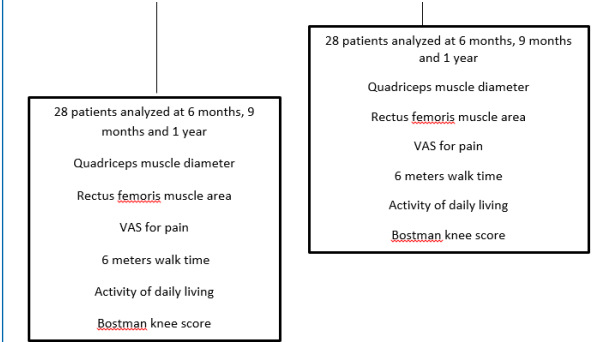 28 patients analyzed at 6 months, 9
months and 1 year
Quadriceps muscle diameter
Rectus femoris muscle area
VAS for pain
6 meters walk time
Activity of daily living
Bostman knee score
28 patients analyzed at 6 months, 9 months
and 1 year
Quadriceps muscle diameter
Rectus femoris muscle area
VAS for pain
6 meters walk time
Activity of daily living
Bostman knee score